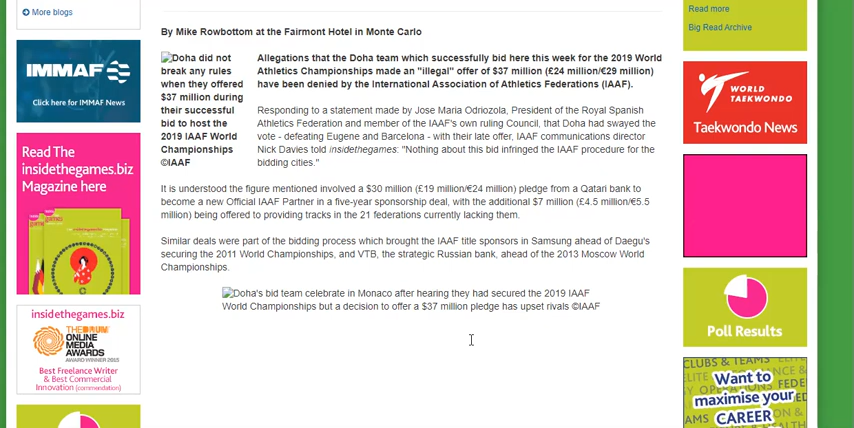 More blogs
IMMAF
Click here for IMMAF News
Read The
insidethegames.biz
Magazine here
insidethegames.biz
THE DRUM
ONLINE
MEDIA
AWARDS
AWARD WINNER 2015
Best Freelance Writer
& Best Commercial
Innovation (commendation)
By Mike Rowbottom at the Fairmont Hotel in Monte Carlo
Doha did not
break any rules
when they offered
$37 million during
their successful
bid to host the
2019 IAAF World
Championships
©IAAF
Allegations that the Doha team which successfully bid here this week for the 2019 World
Athletics Championships made an "illegal" offer of $37 million (£24 million/€29 million)
have been denied by the International Association of Athletics Federations (IAAF).
Responding to a statement made by Jose Maria Odriozola, President of the Royal Spanish
Athletics Federation and member of the IAAF's own ruling Council, that Doha had swayed the
vote - defeating Eugene and Barcelona - with their late offer, IAAF communications director
Nick Davies told insidethegames: "Nothing about this bid infringed the IAAF procedure for the
bidding cities."
It is understood the figure mentioned involved a $30 million (£19 million/€24 million) pledge from a Qatari bank to
become a new Official IAAF Partner in a five-year sponsorship deal, with the additional $7 million (£4.5 million/€5.5
million) being offered to providing tracks in the 21 federations currently lacking them.
Similar deals were part of the bidding process which brought the IAAF title sponsors in Samsung ahead of Daegu's
securing the 2011 World Championships, and VTB, the strategic Russian bank, ahead of the 2013 Moscow World
Championships.
Doha's bid team celebrate in Monaco after hearing they had secured the 2019 IAAF
World Championships but a decision to offer a $37 million pledge has upset rivals ©IAAF
Read more
Big Read Archive
WORLD
TAEKWONDO
Taekwondo News
Poll Results
CLUBS & TEAMS
Want to
maximise your
CAREER